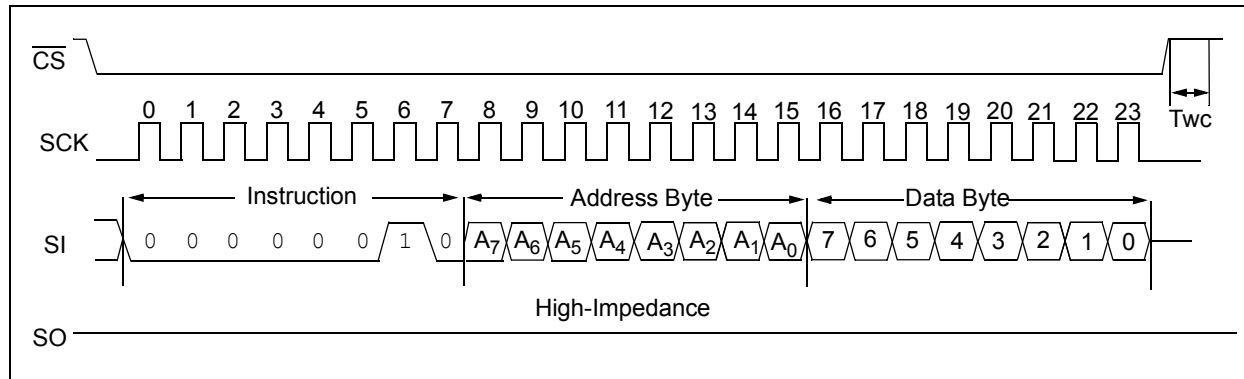 CS
0 1 2 3 4 5 6 7 8 9 10 11 12 13 14 15 16 17 18 19 20 21 22 23
Twc
SCK
Instruction Address Byte Data Byte
SI 0 0 0 0 0 0 1 0 A7 A6 A5 A4 A3 A2 A1 A0 7 6 5 4 3 2 1 0
High-Impedance
SO